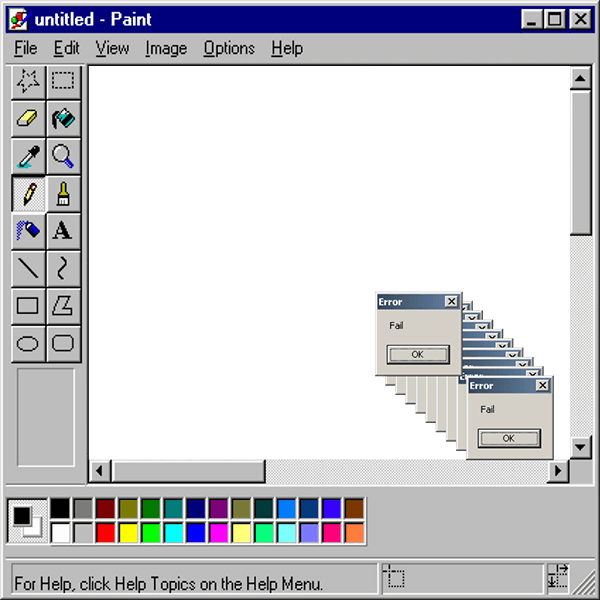 untitled - Paint
File Edit View Image Options Help
A
Error
Fail
OK
Error
Fail
OK
For Help, click Help Topics on the Help Menu.